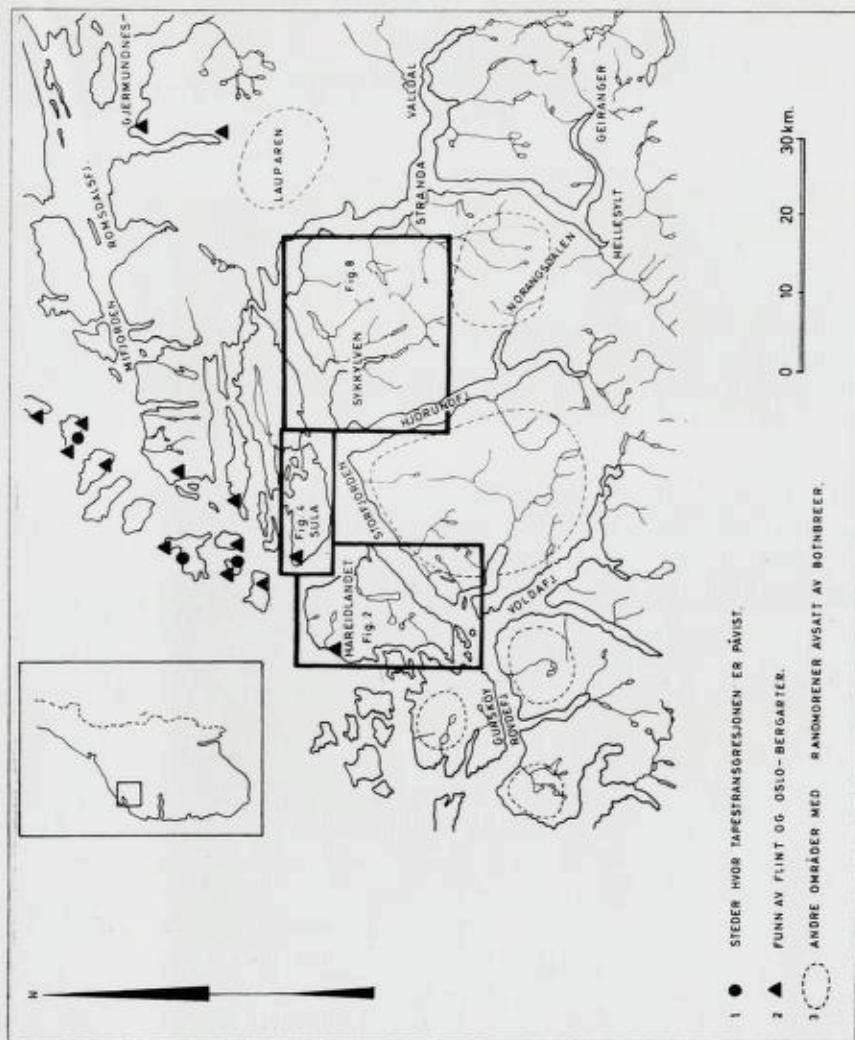 N
GJERMUNDNES-
ROMSDALSFJ.
MIFJORDEN
LAUPAREN
VALLDAL
STRANDA
GEIRANGER
HELLESYLT
NORANGSDALEN
Fig. 8
SYKKYLVEN
HJØRUNDFJ.
STORFJORDEN
Fig. 4
SULA
HAREIDLANDET
Fig. 2
VOLDAFJ.
GURSKØY
ROVDEFJ.
0 10 20 30 km.
1 STEDER HVOR TAPESTRANSGRESJONEN ER PÅVIST.
2 FUNN AV FLINT OG OSLO-BERGARTER.
3 ANDRE OMRÅDER MED RANDMORENER AVSATT AV BOTNBREER.